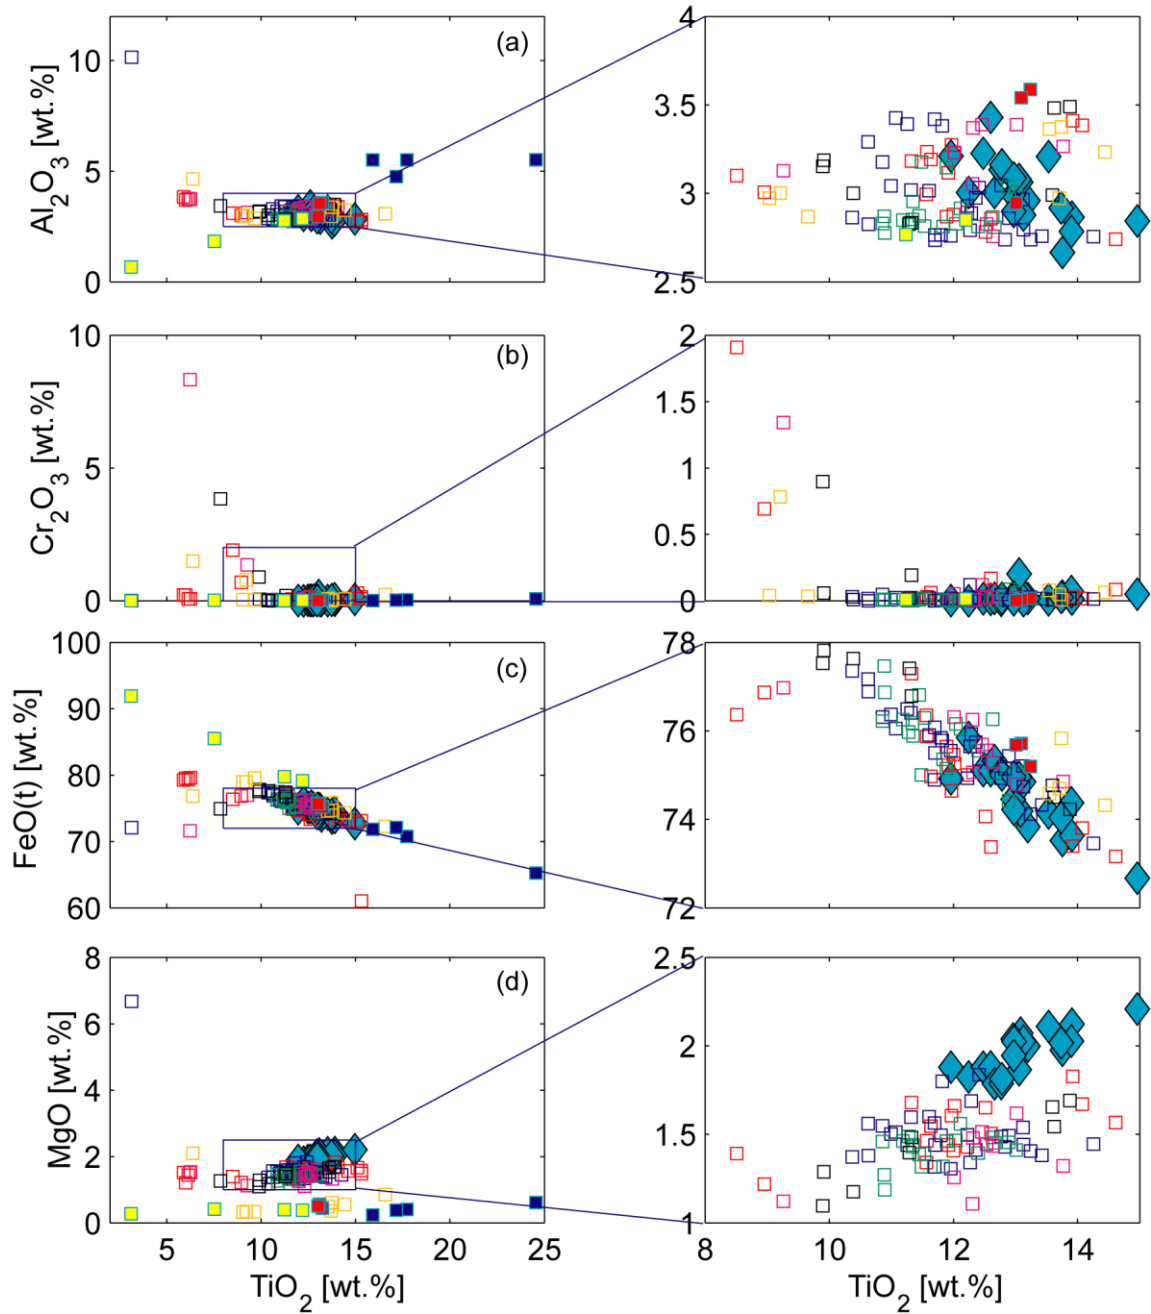 (a)
Al₂O₃ [wt.%]
10
5
0
4
3.5
3
2.5
(b)
Cr₂O₃ [wt.%]
10
5
0
2
1.5
1
0.5
0
(c)
FeO(t) [wt.%]
100
90
80
70
60
78
76
74
72
(d)
MgO [wt.%]
8
6
4
2
0
2.5
2
1.5
1
5 10 15 20 25
8 10 12 14
TiO₂ [wt.%]
TiO₂ [wt.%]